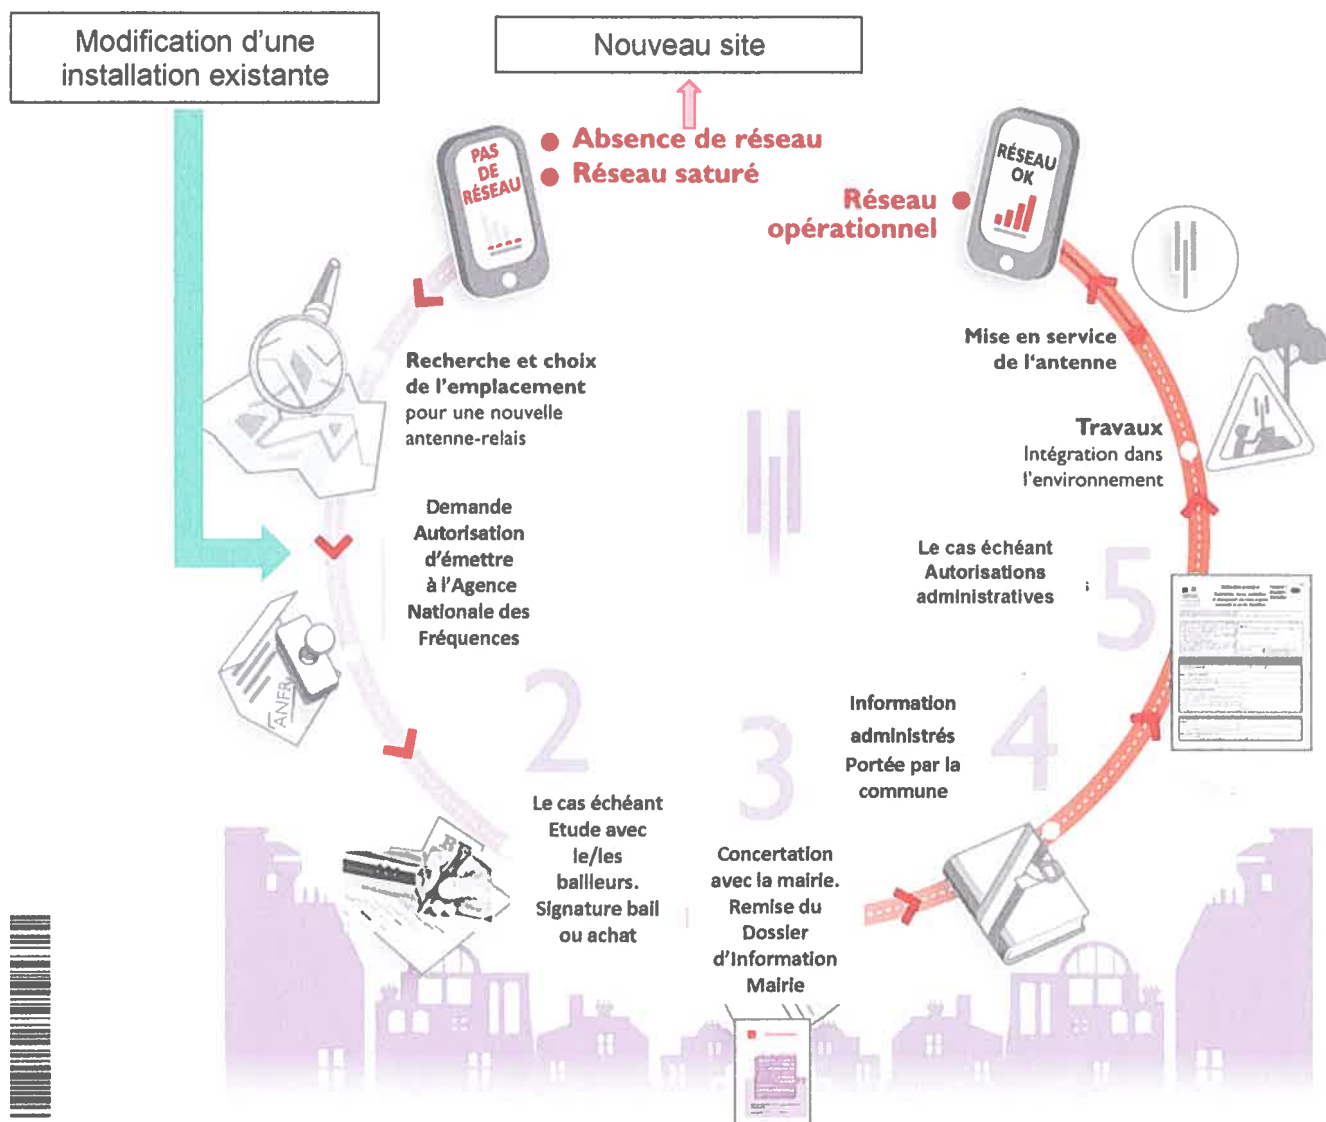 Modification d'une
installation existante
Nouveau site
PAS
DE
RÉSEAU
Absence de réseau
Réseau saturé
RÉSEAU
OK
Réseau
opérationnel
Recherche et choix
de l'emplacement
pour une nouvelle
antenne-relais
Mise en service
de l'antenne
Travaux
Intégration dans
l'environnement
Demande
Autorisation
d'émettre
à l'Agence
Nationale des
Fréquences
Le cas échéant
Autorisations
administratives
5
ANFR
2
Information
administrés
Portée par la
commune
4
3
Le cas échéant
Etude avec
le/les
bailleurs.
Signature bail
ou achat
Concertation
avec la mairie.
Remise du
Dossier
d'Information
Mairie